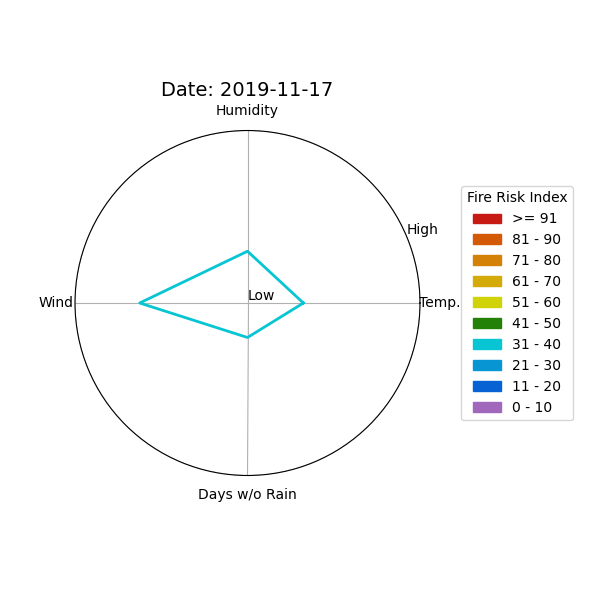 Date: 2019-11-17
Humidity
High
Low
Wind
Temp.
Days w/o Rain
Fire Risk Index
>= 91
81 - 90
71 - 80
61 - 70
51 - 60
41 - 50
31 - 40
21 - 30
11 - 20
0 - 10